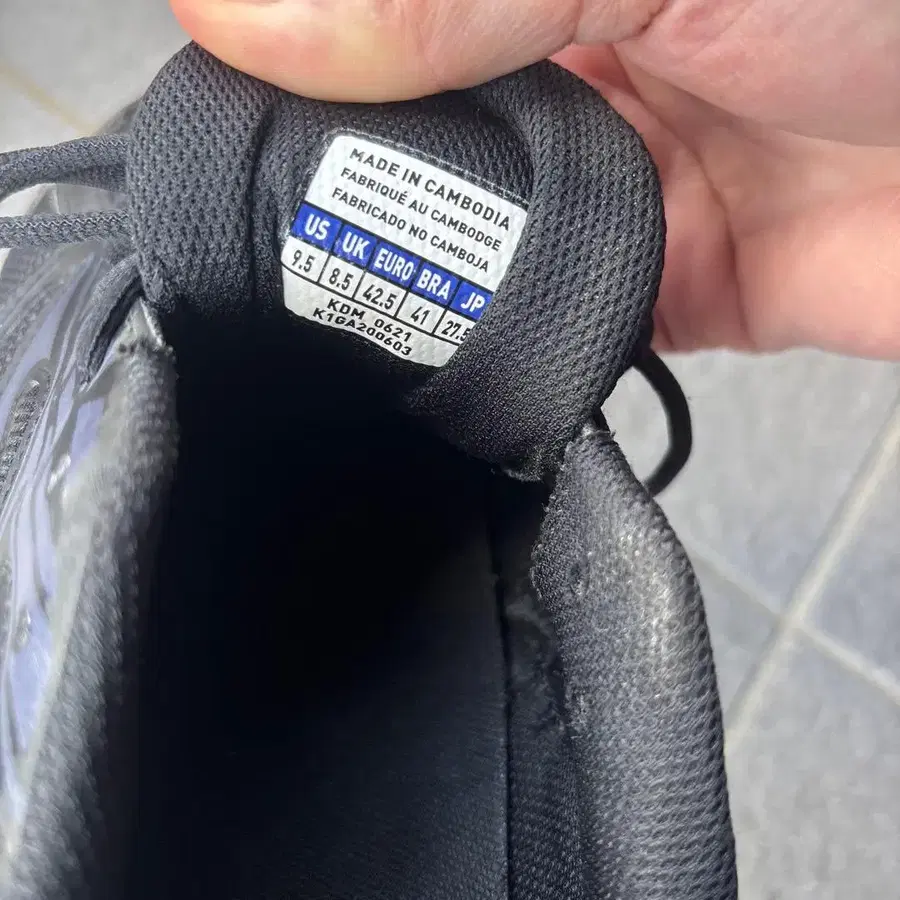 MADE IN CAMBODIA
FABRIQUÉ AU CAMBODGE
FABRICADO NO CAMBOJA
US UK EURO BRA JP
9.5 8.5 42.5 41 27.5
KDM 0621
K1GA200603